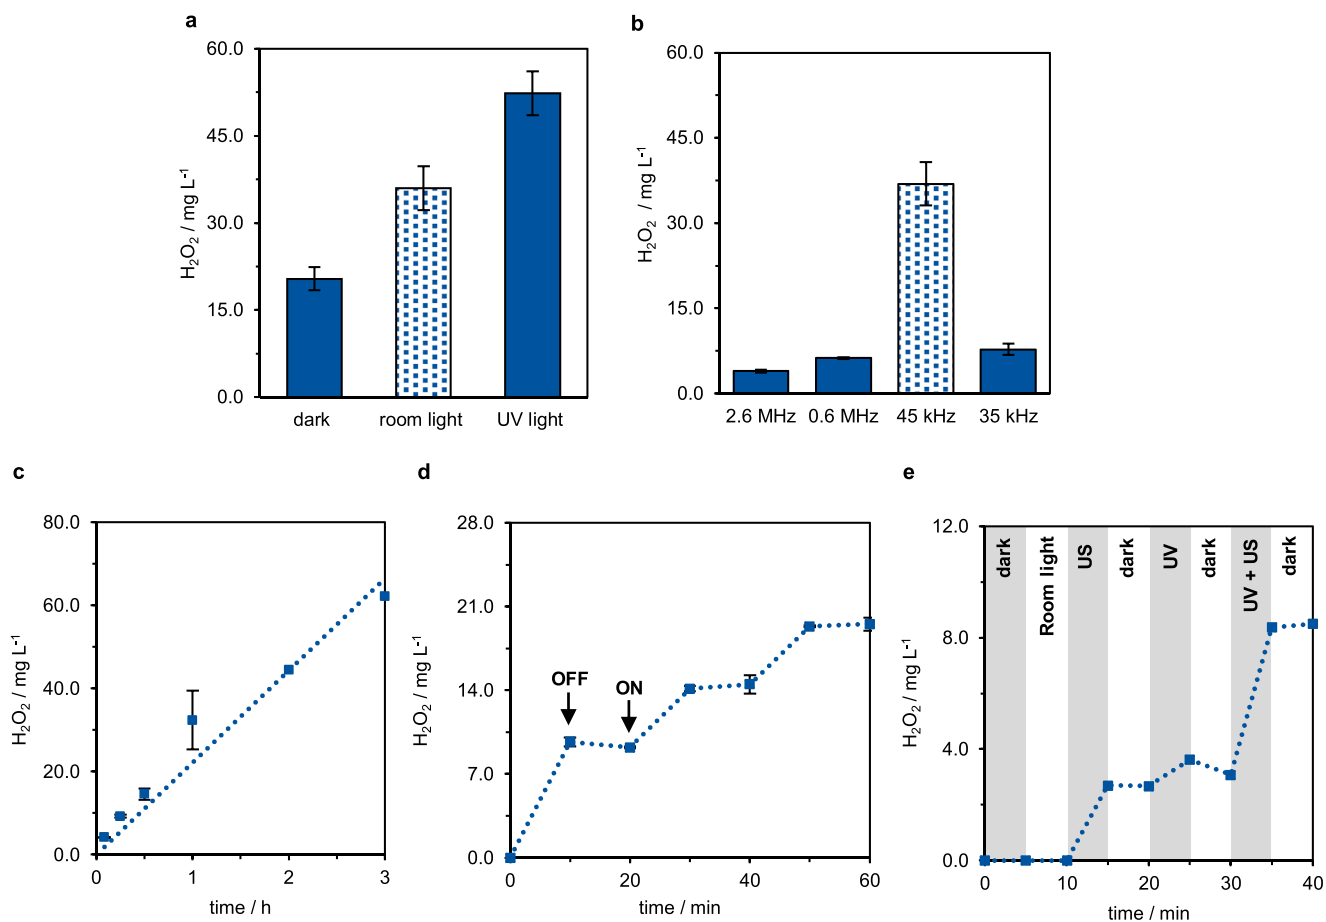 a
60.0
45.0
30.0
15.0
0.0
H₂O₂ / mg L⁻¹
dark room light UV light
b
60.0
45.0
30.0
15.0
0.0
H₂O₂ / mg L⁻¹
2.6 MHz 0.6 MHz 45 kHz 35 kHz
c
80.0
60.0
40.0
20.0
0.0
H₂O₂ / mg L⁻¹
0 1 2 3
time / h
d
28.0
21.0
14.0
7.0
0.0
H₂O₂ / mg L⁻¹
OFF
ON
0 20 40 60
time / min
e
12.0
8.0
4.0
0.0
H₂O₂ / mg L⁻¹
dark
Room light
US
dark
UV
dark
UV + US
dark
0 10 20 30 40
time / min